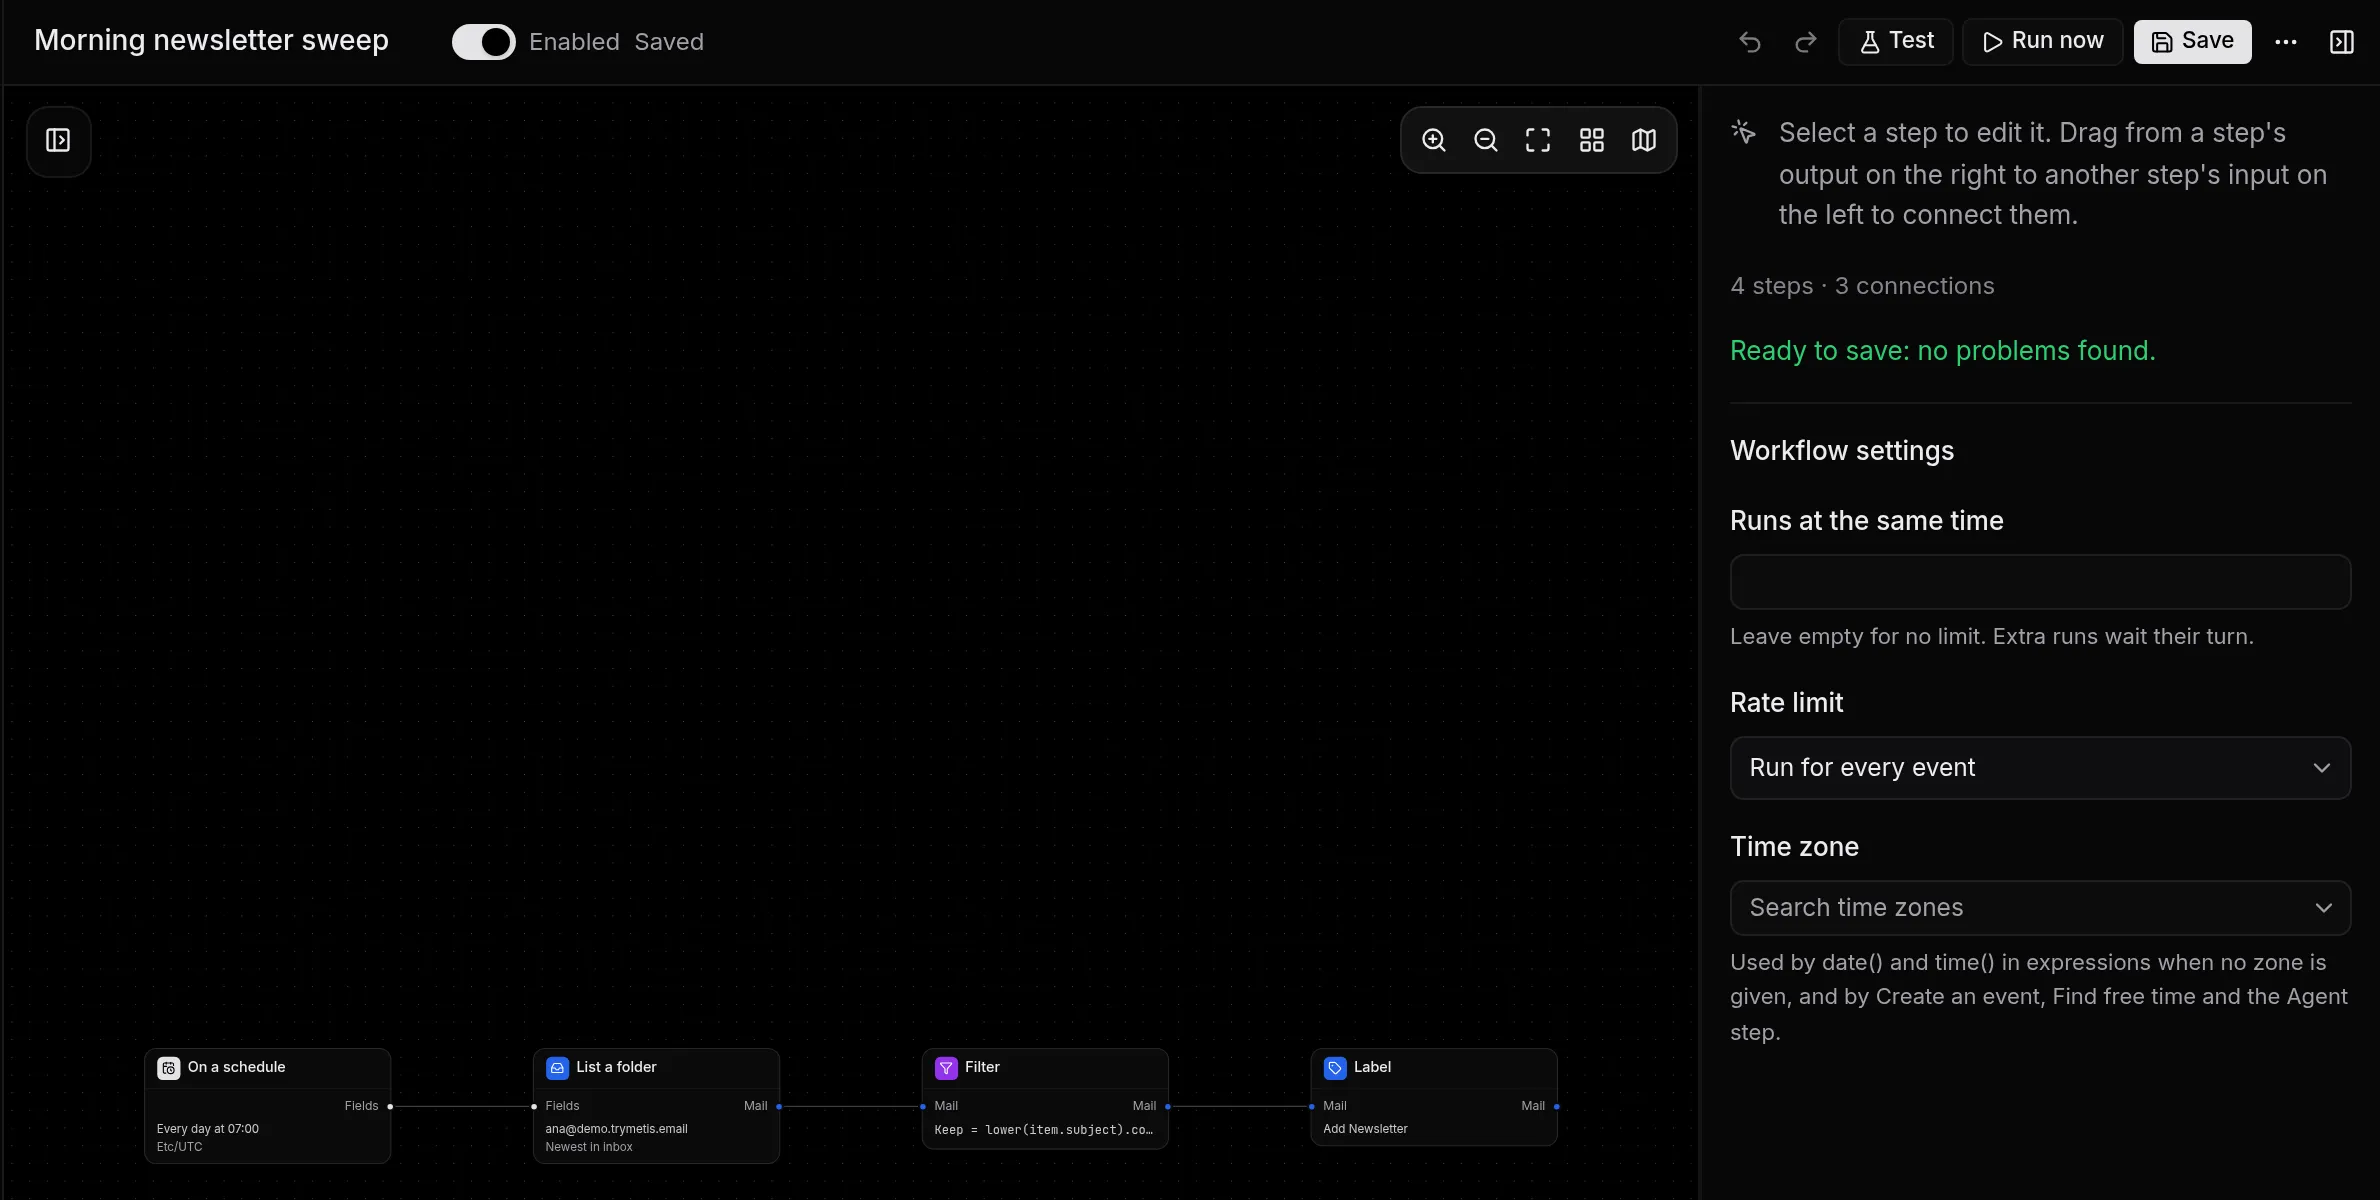 Morning newsletter sweep
Enabled Saved
Test
Run now
Save
Select a step to edit it. Drag from a step's
output on the right to another step's input on
the left to connect them.
4 steps · 3 connections
Ready to save: no problems found.
Workflow settings
Runs at the same time
Leave empty for no limit. Extra runs wait their turn.
Rate limit
Run for every event
Time zone
Search time zones
Used by date() and time() in expressions when no zone is
given, and by Create an event, Find free time and the Agent
step.
On a schedule
Fields
Every day at 07:00
Etc/UTC
List a folder
Fields Mail
ana@demo.trymetis.email
Newest in inbox
Filter
Mail Mail
Keep = lower(item.subject).co…
Label
Mail Mail
Add Newsletter